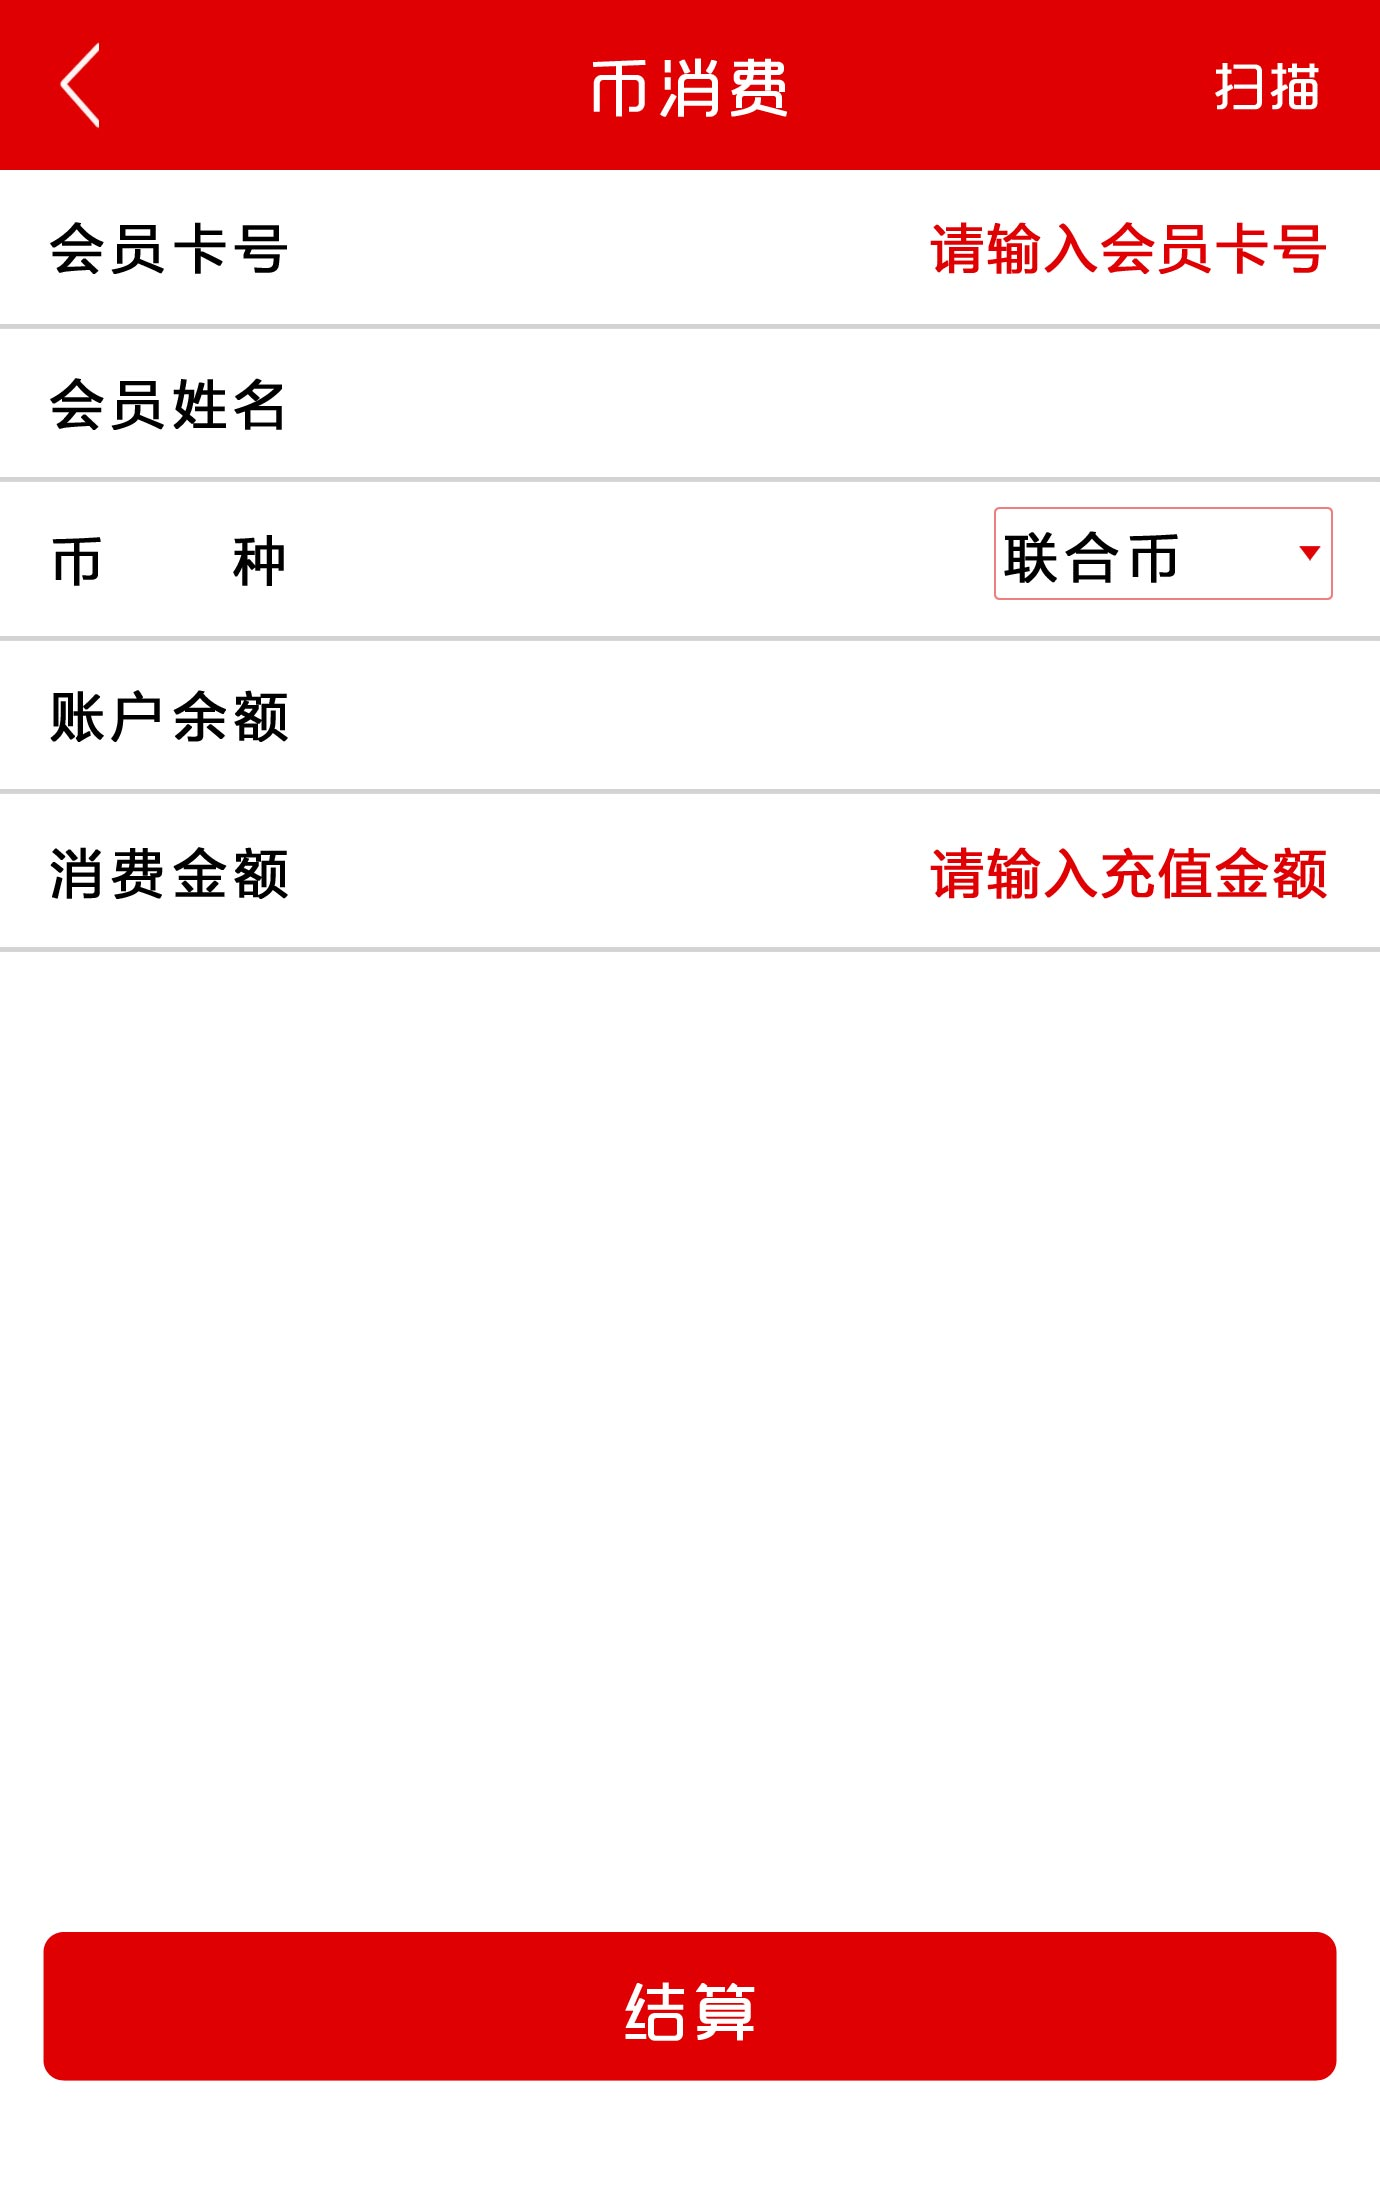 币消费 扫描
会员卡号 请输入会员卡号
会员姓名
币 种 联合币
账户余额
消费金额 请输入充值金额
结算